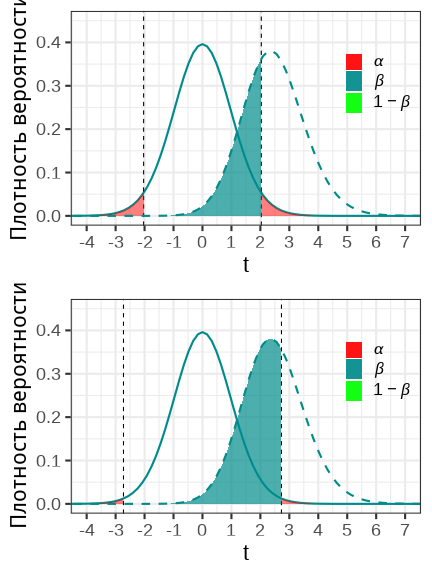 Плотность вероятности
0.4
0.3
0.2
0.1
0.0
α
β
1 − β
-4 -3 -2 -1 0 1 2 3 4 5 6 7
t
Плотность вероятности
0.4
0.3
0.2
0.1
0.0
α
β
1 − β
-4 -3 -2 -1 0 1 2 3 4 5 6 7
t